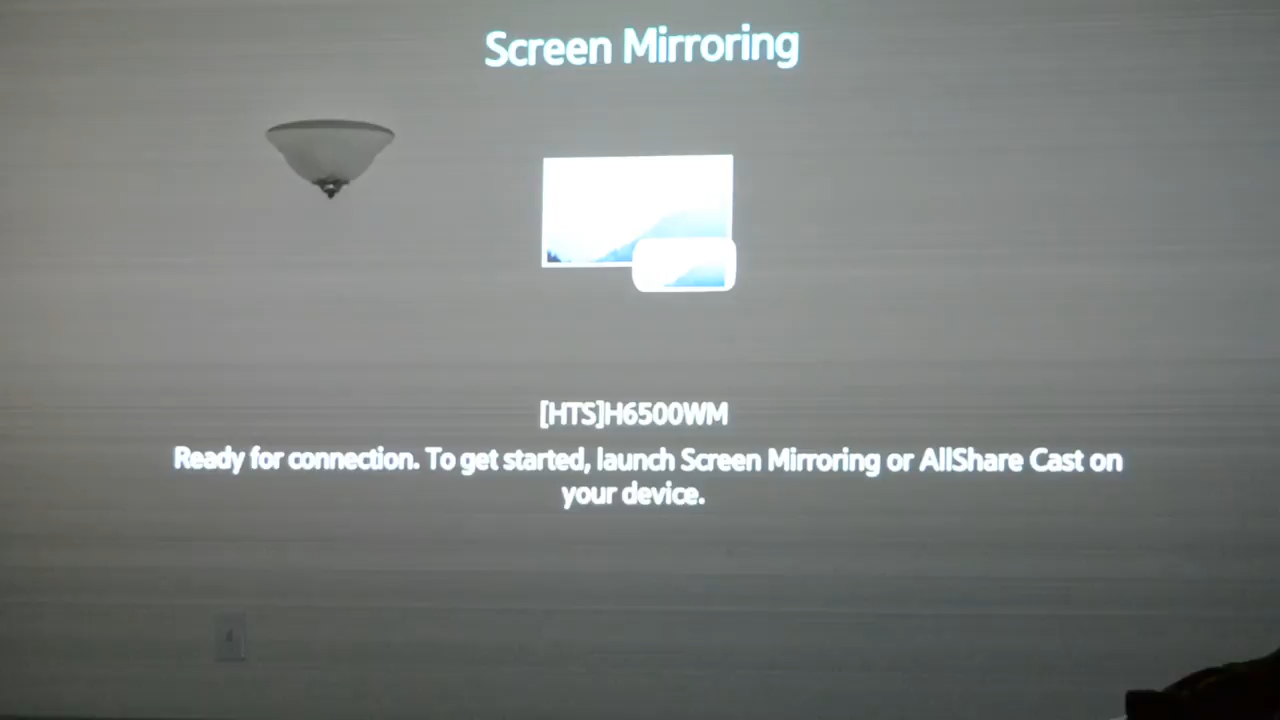 Screen Mirroring
[HTS]H6500WM
Ready for connection. To get started, launch Screen Mirroring or AllShare Cast on
your device.